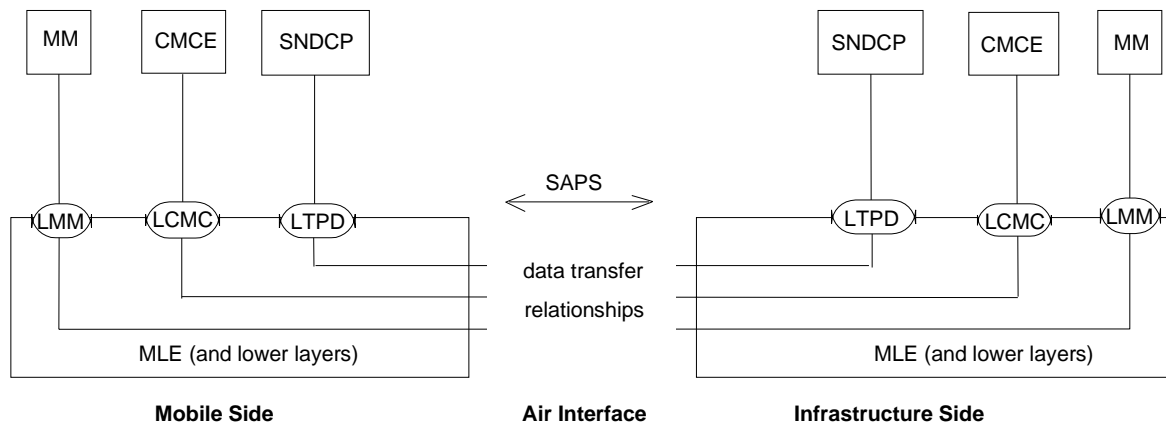 MM CMCE SNDCP SNDCP CMCE MM
SAPS
LMM LCMC LTPD LTPD LCMC LMM
data transfer
relationships
MLE (and lower layers) MLE (and lower layers)
Mobile Side Air Interface Infrastructure Side